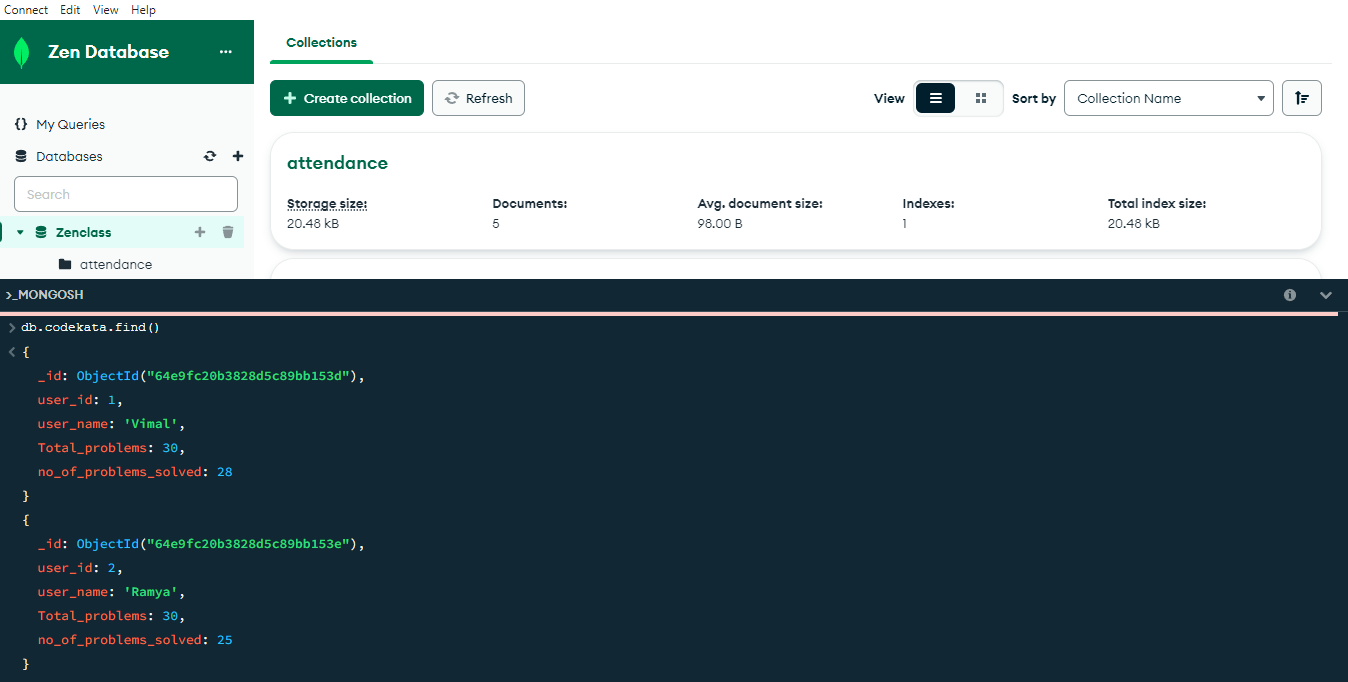 Connect Edit View Help
Zen Database ...
Collections
Create collection Refresh View Sort by Collection Name
{} My Queries
Databases
Search
Zenclass
attendance
attendance
Storage size: Documents: Avg. document size: Indexes: Total index size:
20.48 kB 5 98.00 B 1 20.48 kB
>_MONGOSH
> db.codekata.find()
< {
_id: ObjectId("64e9fc20b3828d5c89bb153d"),
user_id: 1,
user_name: 'Vimal',
Total_problems: 30,
no_of_problems_solved: 28
}
{
_id: ObjectId("64e9fc20b3828d5c89bb153e"),
user_id: 2,
user_name: 'Ramya',
Total_problems: 30,
no_of_problems_solved: 25
}